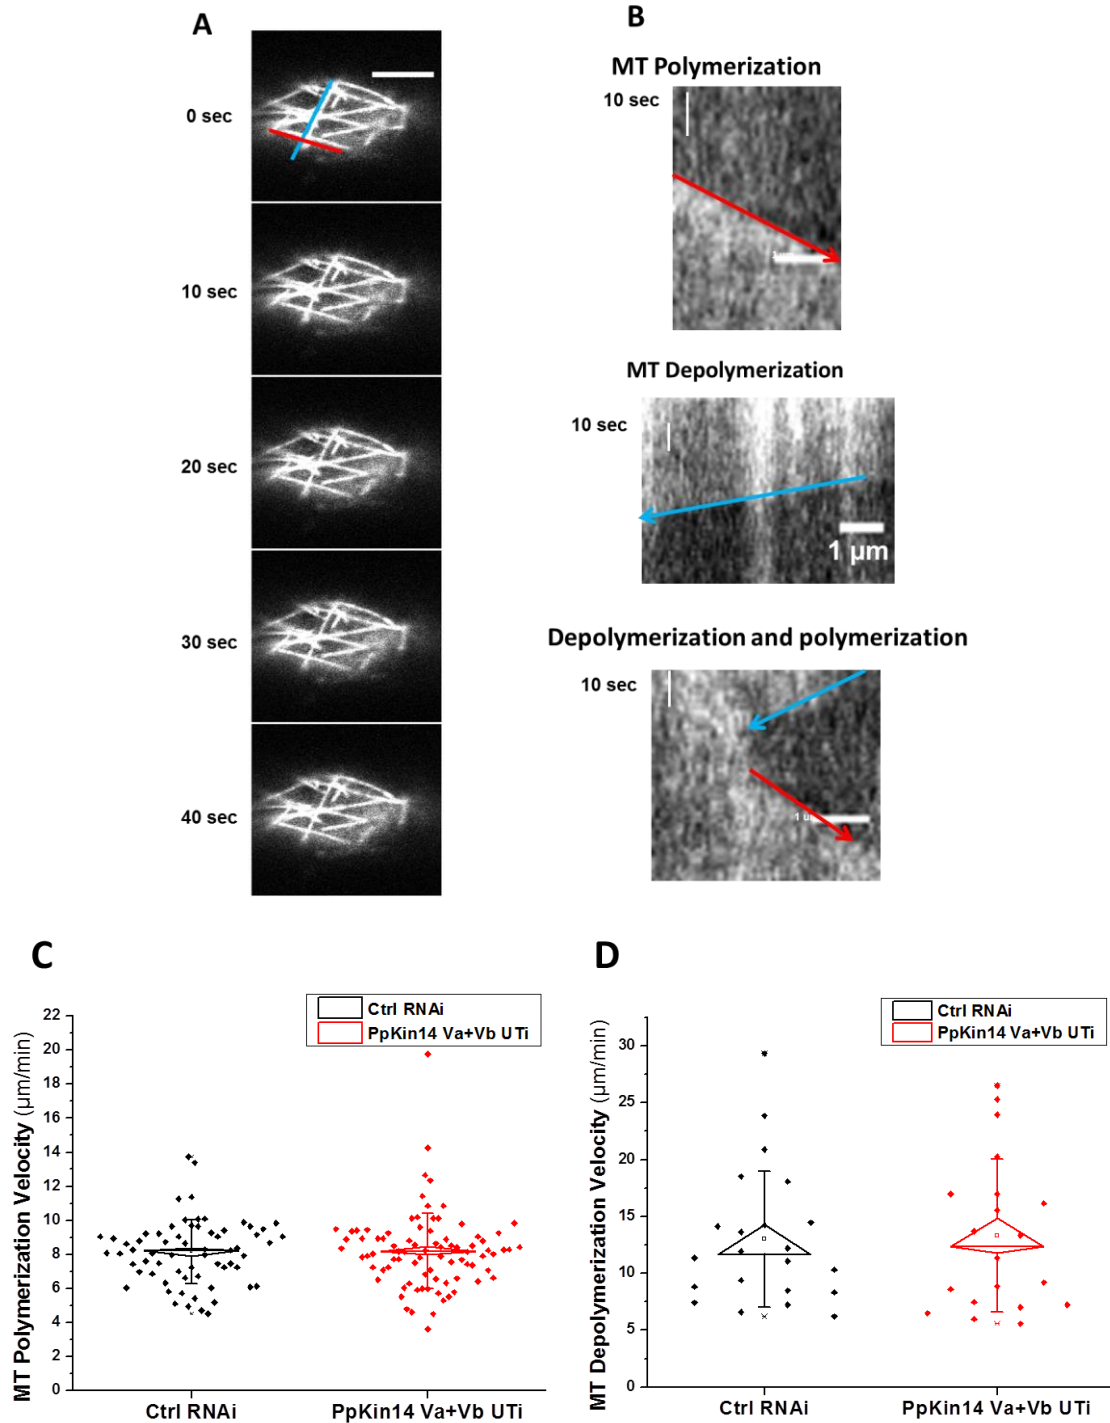 A
0 sec
10 sec
20 sec
30 sec
40 sec
B
MT Polymerization
10 sec
MT Depolymerization
10 sec
1 µm
Depolymerization and polymerization
10 sec
1 u
C
Ctrl RNAi
PpKin14 Va+Vb UTi
MT Polymerization Velocity (µm/min)
22
20
18
16
14
12
10
8
6
4
2
0
Ctrl RNAi
PpKin14 Va+Vb UTi
D
Ctrl RNAi
PpKin14 Va+Vb UTi
MT Depolymerization Velocity (µm/min)
30
25
20
15
10
5
0
Ctrl RNAi
PpKin14 Va+Vb UTi